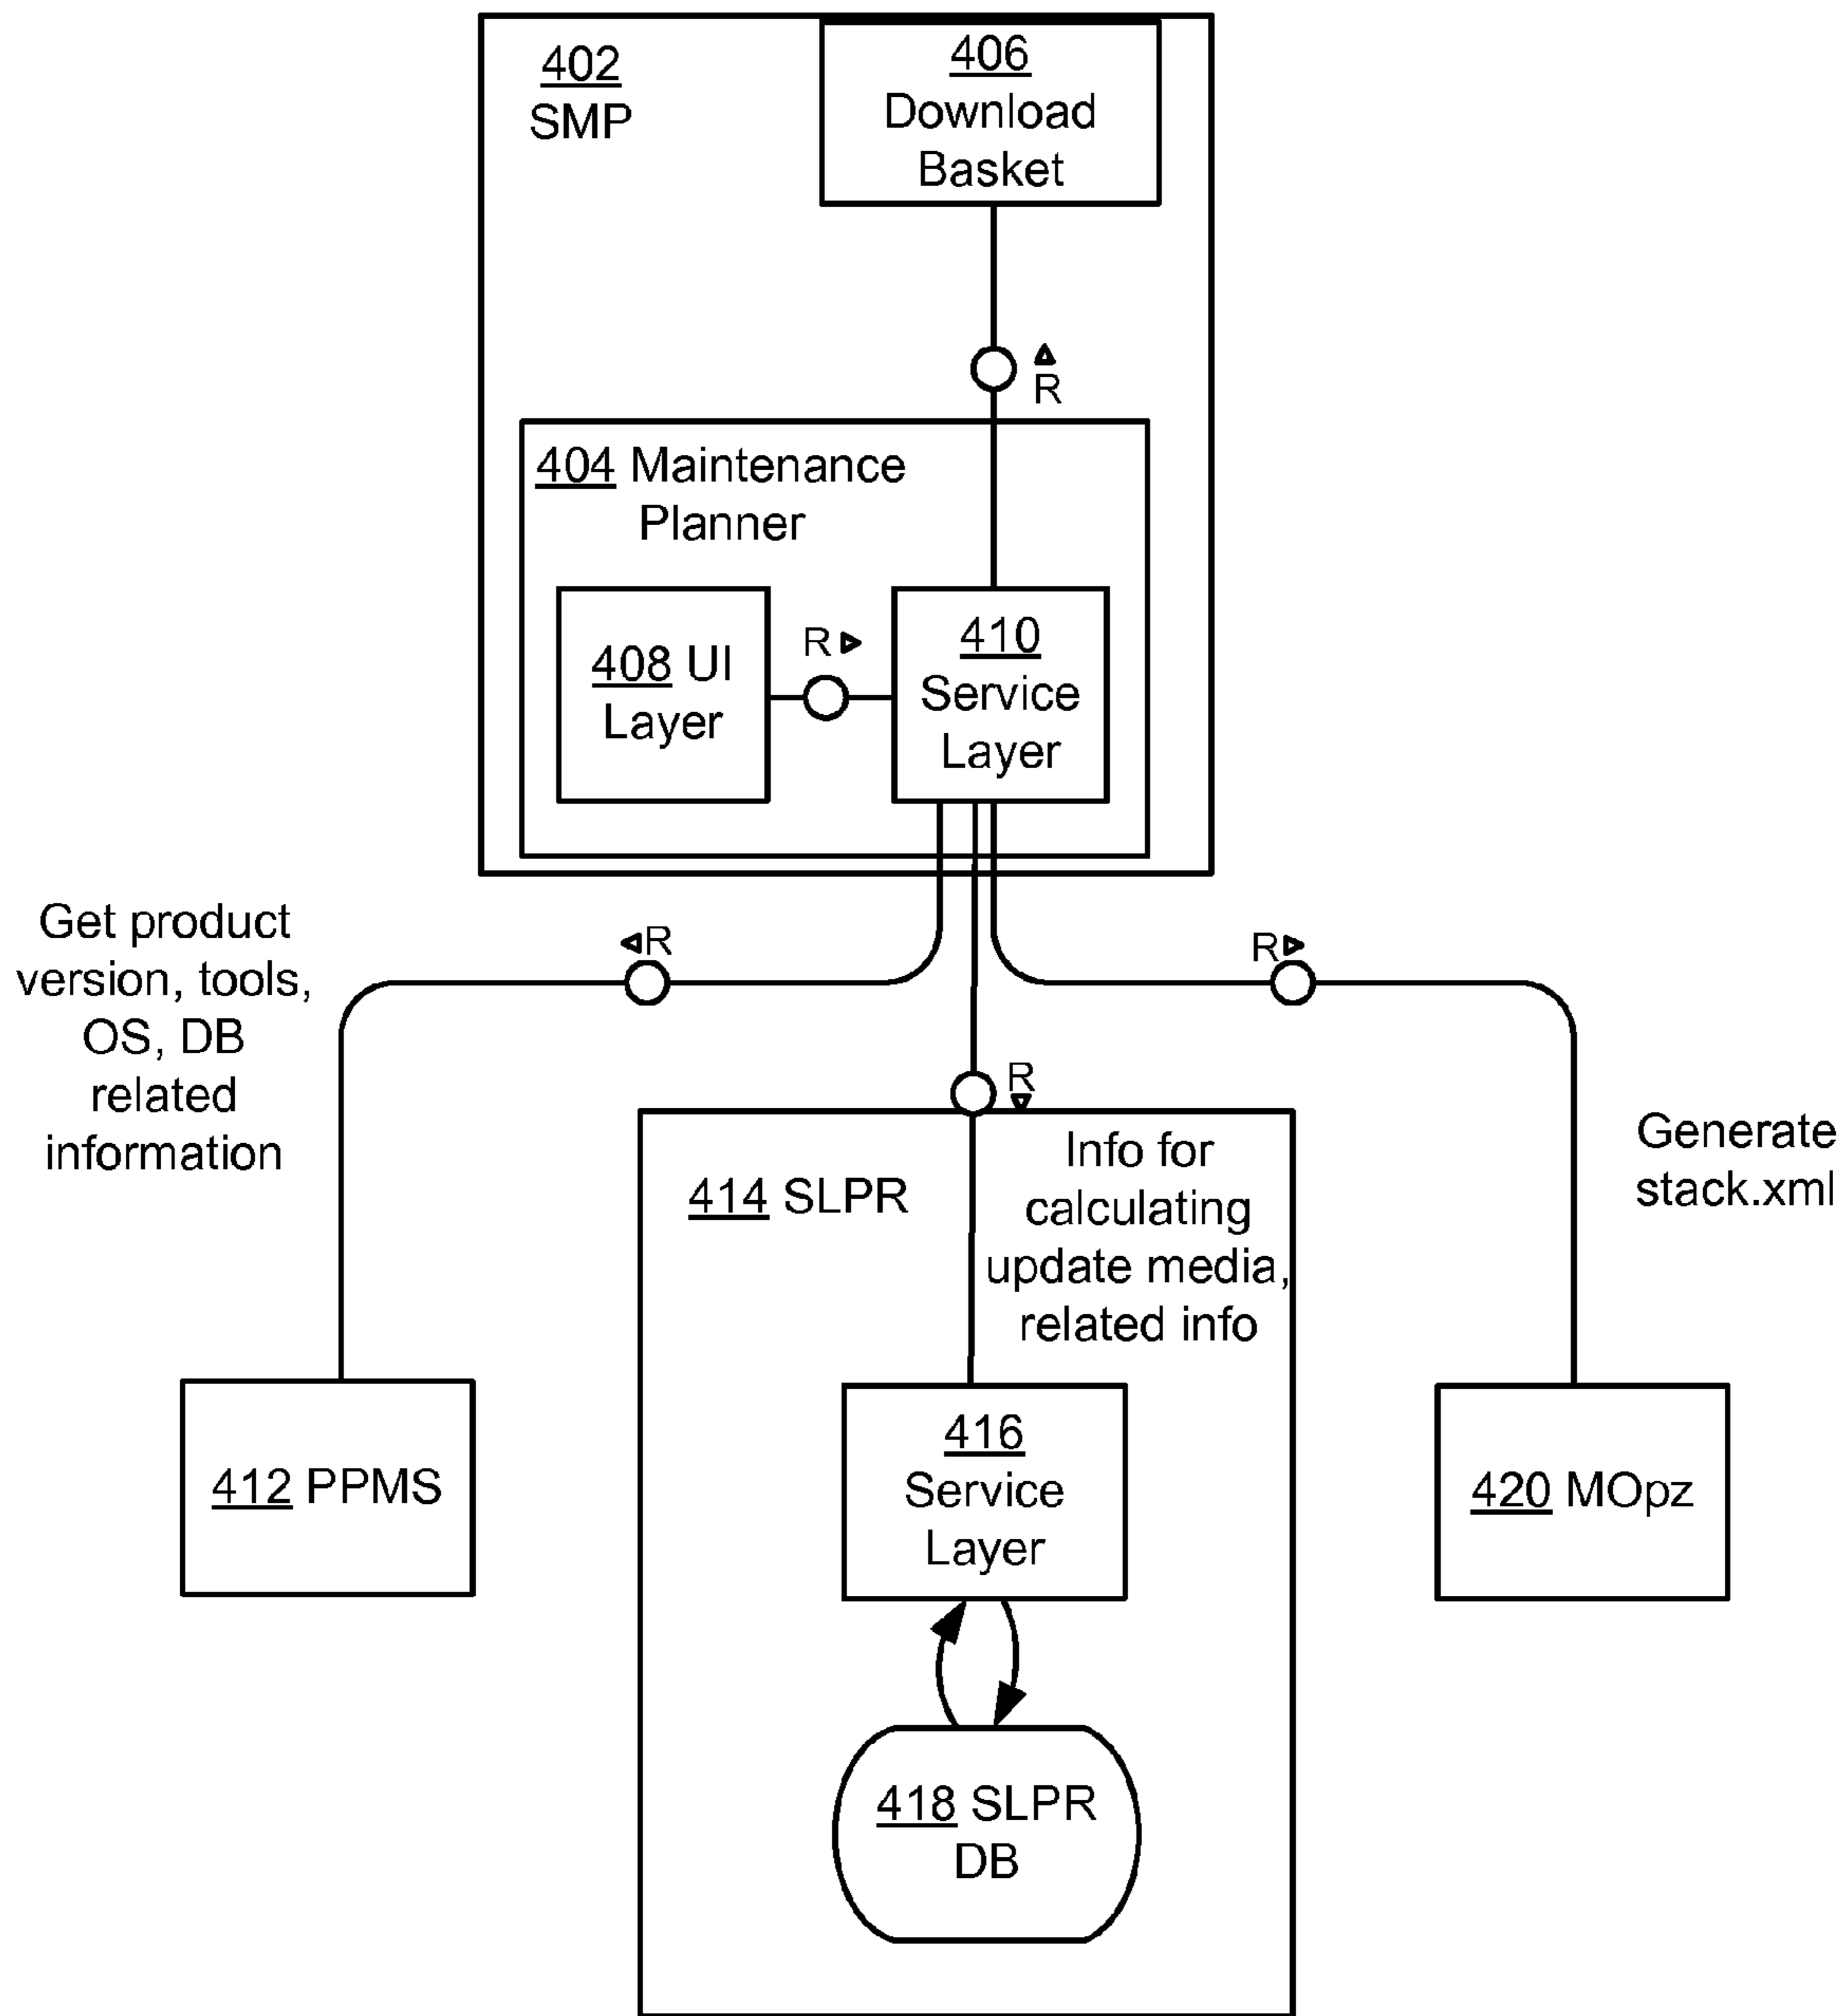 402
SMP
406
Download
Basket
R
404 Maintenance
Planner
408 UI
Layer
R
410
Service
Layer
Get product
version, tools,
OS, DB
related
information
R
R
R
Generate
stack.xml
414 SLPR
Info for
calculating
update media,
related info
412 PPMS
416
Service
Layer
420 MOpz
418 SLPR
DB